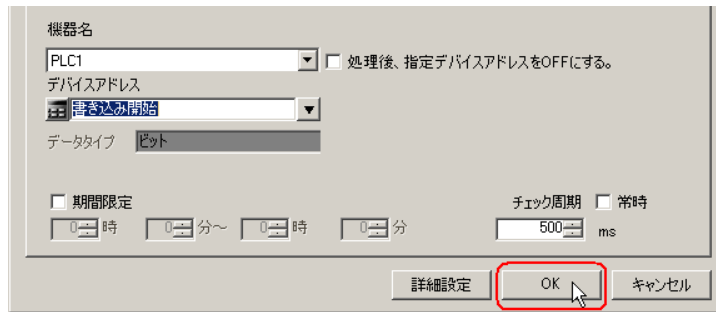 機器名
PLC1 処理後、指定デバイスアドレスをOFFにする。
デバイスアドレス
書き込み開始
データタイプ ビット
期間限定 チェック周期 常時
0 時 0 分～ 0 時 0 分 500 ms
詳細設定 OK キャンセル